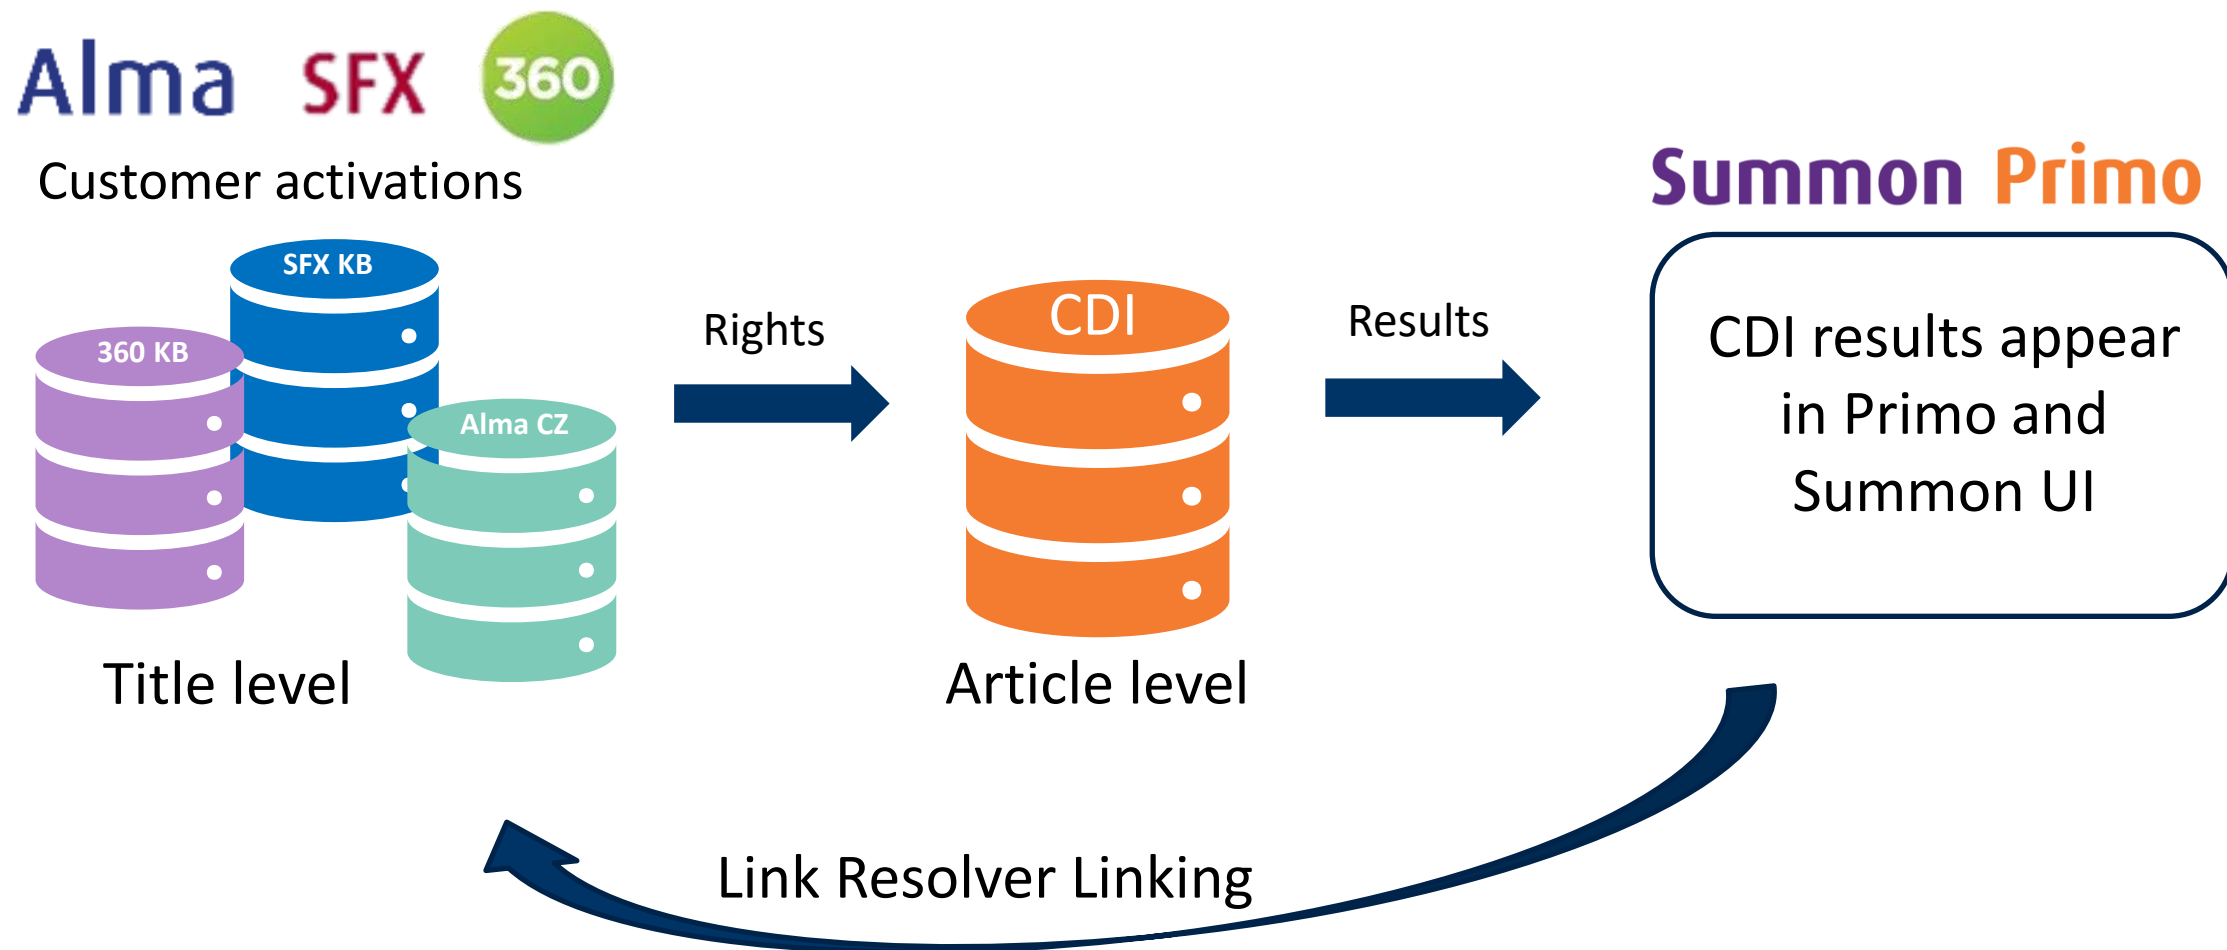 Alma SFX 360
Customer activations
SFX KB
360 KB
Alma CZ
Title level
Rights
CDI
Article level
Results
Summon Primo
CDI results appear
in Primo and
Summon UI
Link Resolver Linking